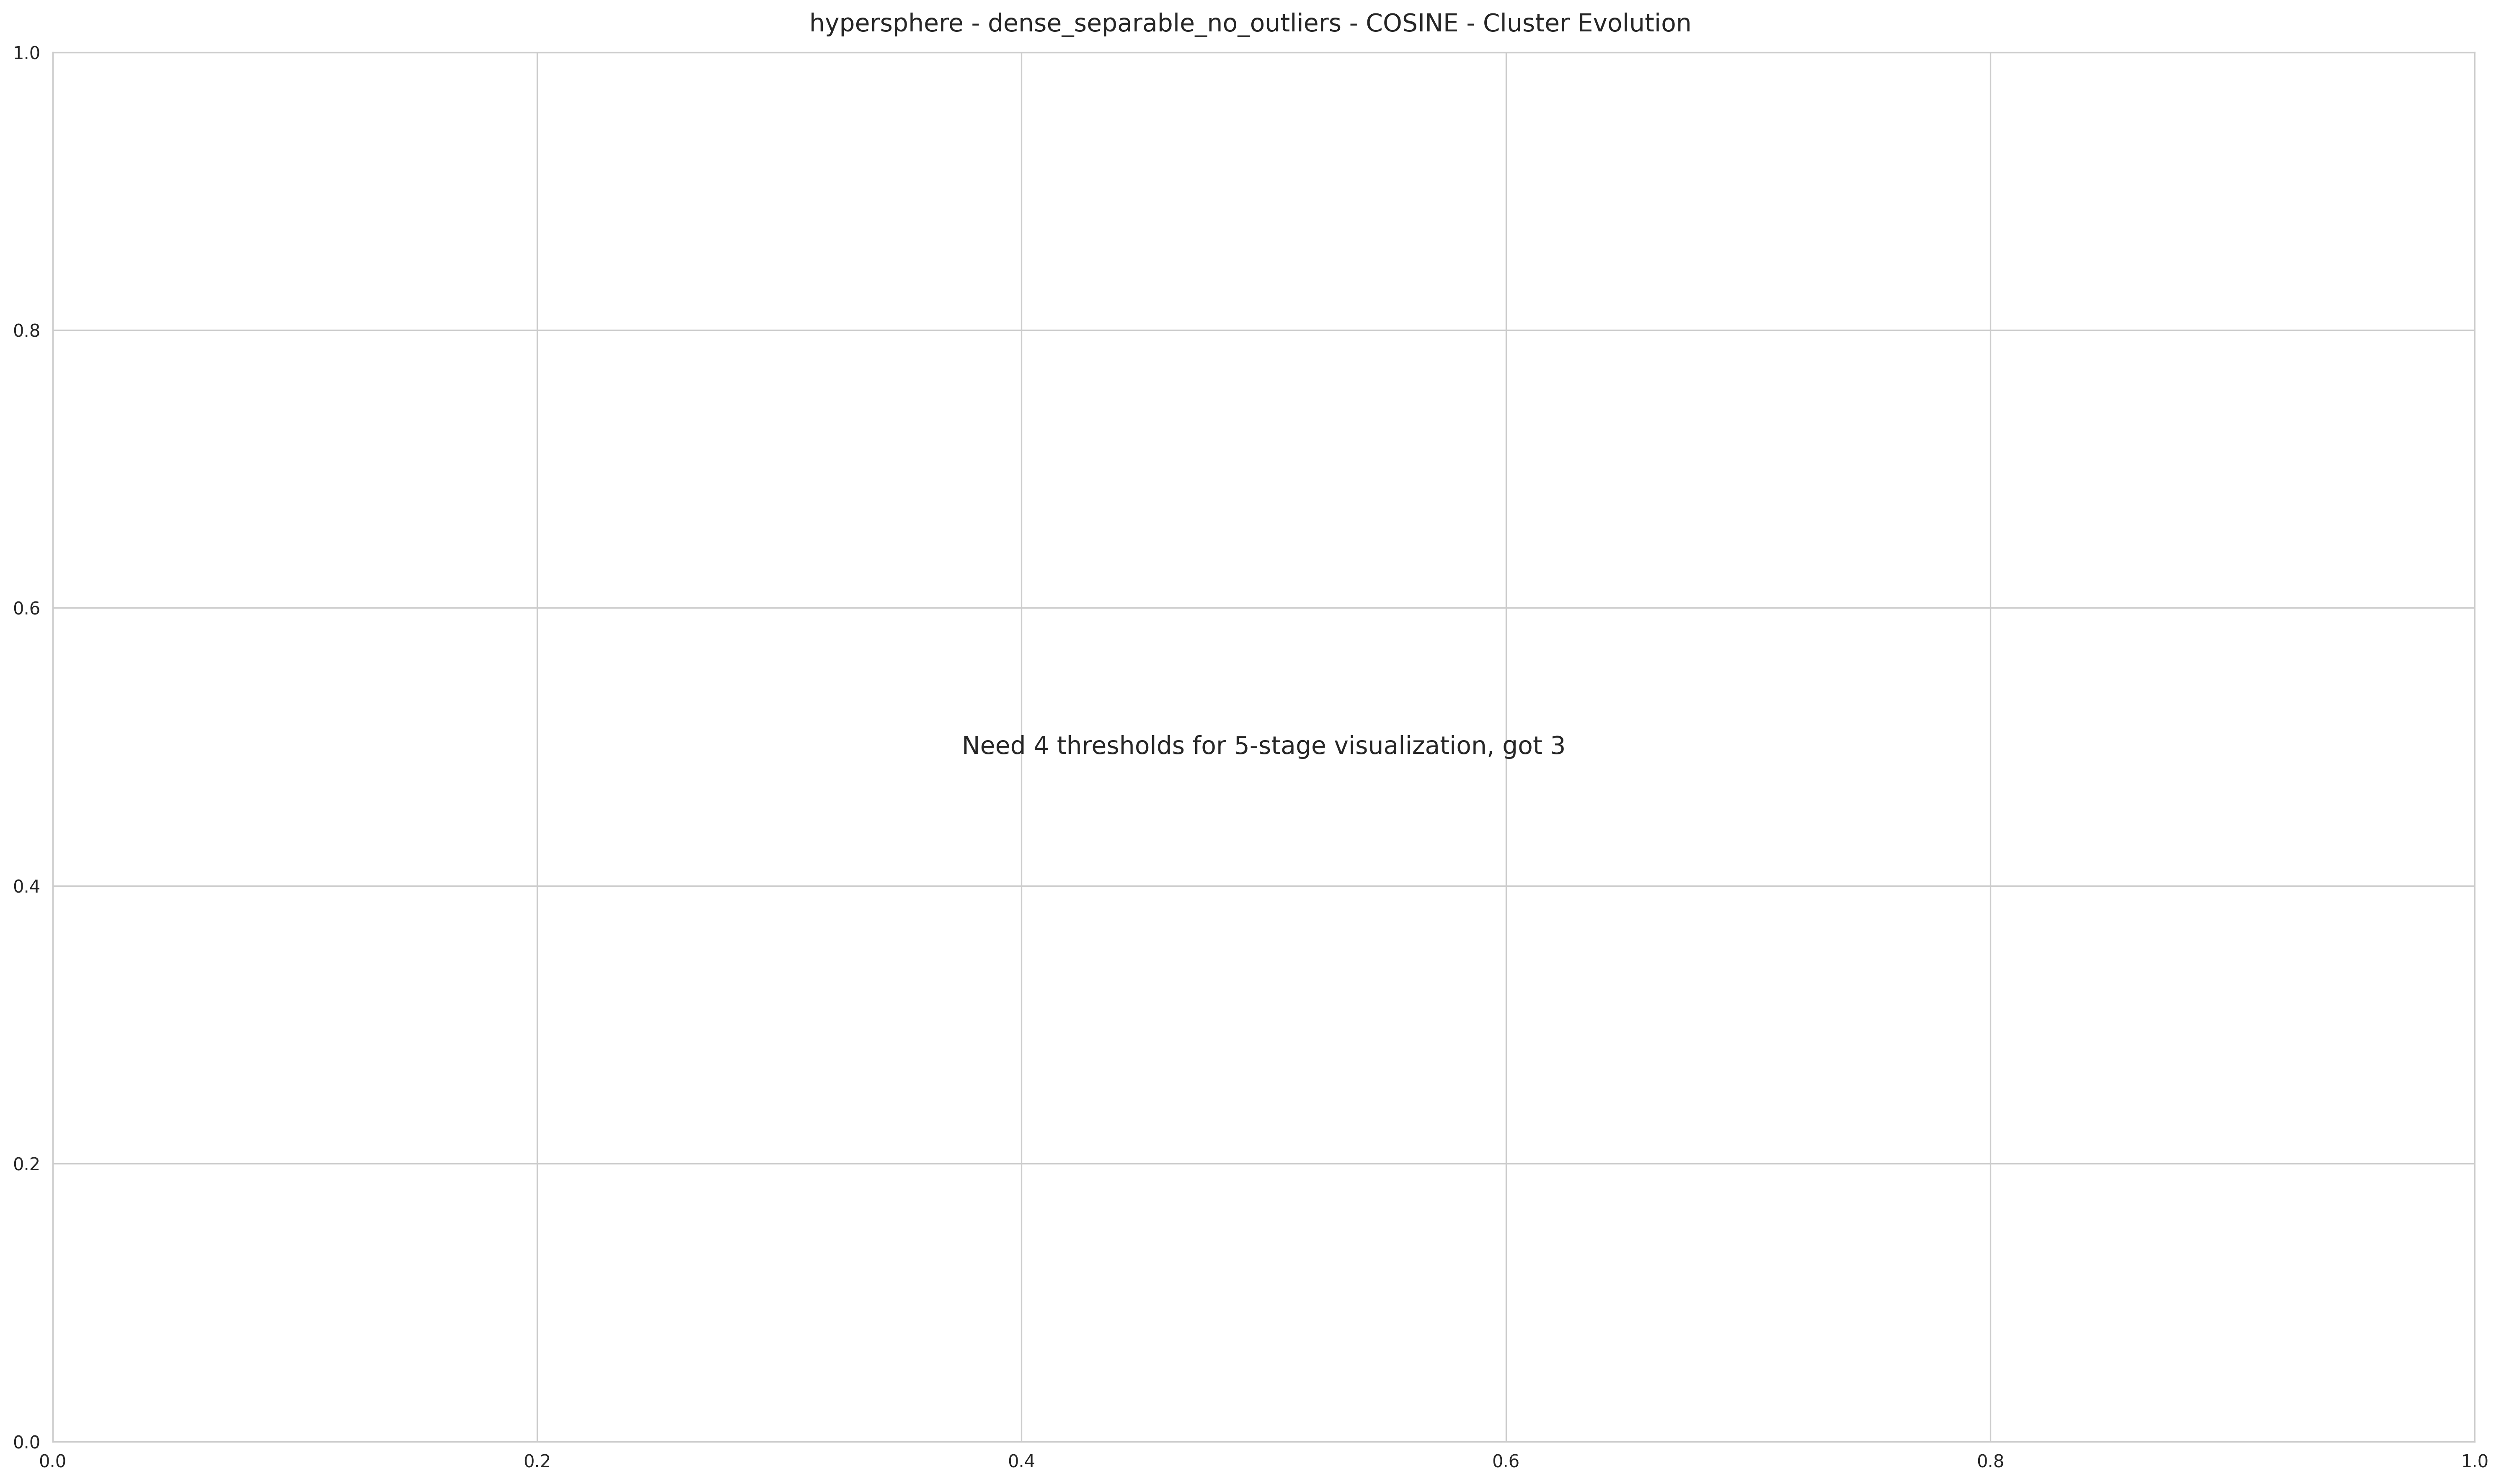 hypersphere - dense_separable_no_outliers - COSINE - Cluster Evolution
1.0
0.8
0.6
Need 4 thresholds for 5-stage visualization, got 3
0.4
0.2
0.0
0.0 0.2 0.4 0.6 0.8 1.0